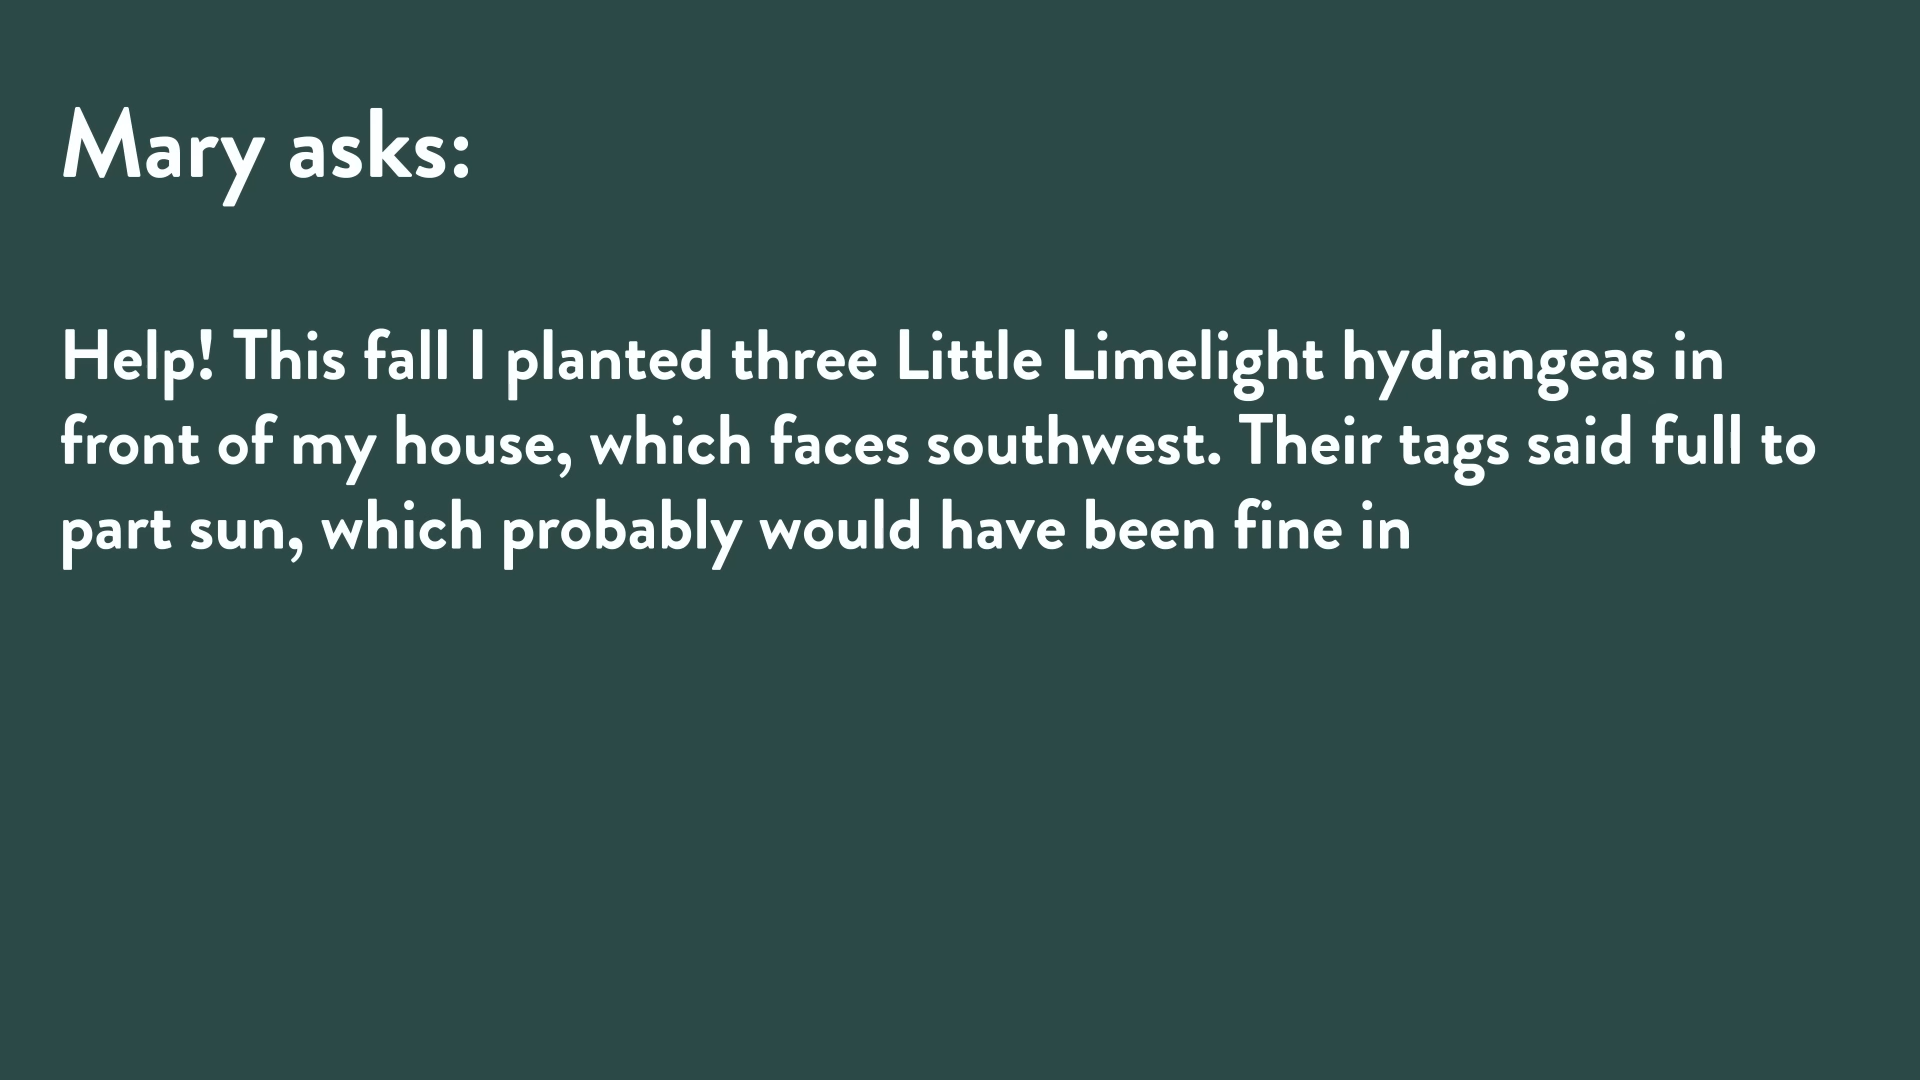 Mary asks:
Help! This fall I planted three Little Limelight hydrangeas in
front of my house, which faces southwest. Their tags said full to
part sun, which probably would have been fine in